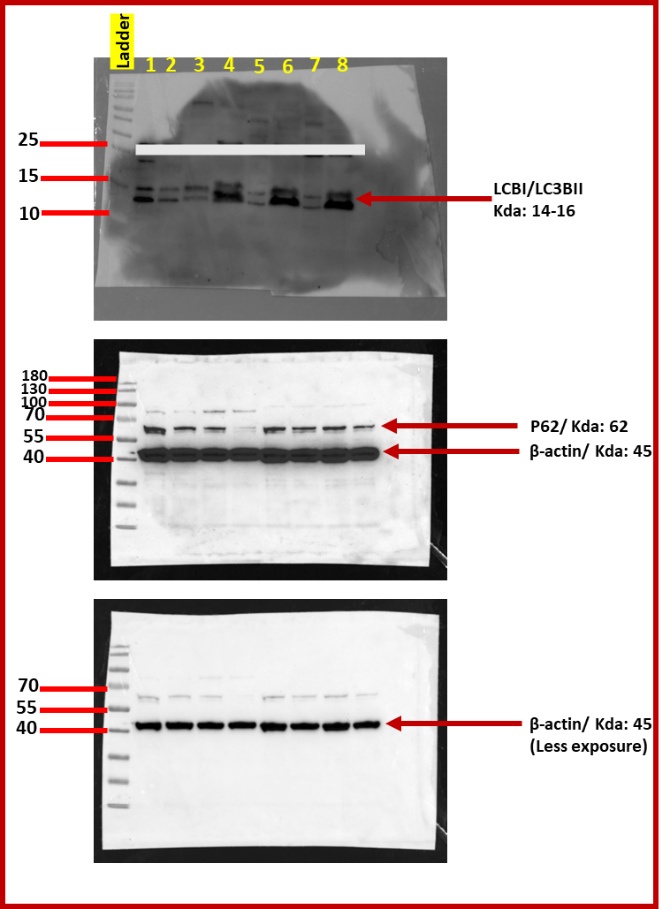 Ladder
1 2 3 4 5 6 7 8
25
15
10
LCBI/LC3BII
Kda: 14-16
180
130
100
70
55
40
P62/ Kda: 62
β-actin/ Kda: 45
70
55
40
β-actin/ Kda: 45
(Less exposure)